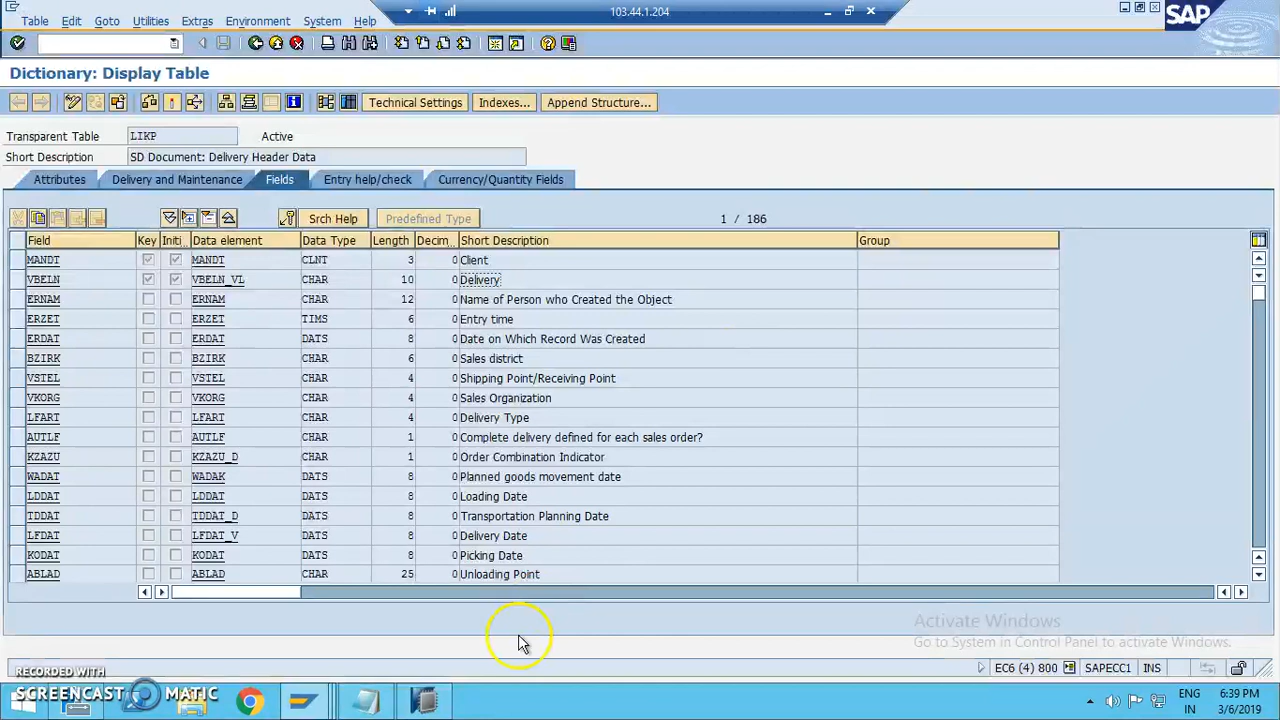 103.44.1.204
Table Edit Goto Utilities Extras Environment System Help
SAP
Dictionary: Display Table
Technical Settings Indexes... Append Structure...
Transparent Table LIKP Active
Short Description SD Document: Delivery Header Data
Attributes Delivery and Maintenance Fields Entry help/check Currency/Quantity Fields
Srch Help Predefined Type 1 / 186
Field Key Initi... Data element Data Type Length Decim... Short Description Group
MANDT MANDT CLNT 3 0 Client
VBELN VBELN_VL CHAR 10 0 Delivery
ERNAM ERNAM CHAR 12 0 Name of Person who Created the Object
ERZET ERZET TIMS 6 0 Entry time
ERDAT ERDAT DATS 8 0 Date on Which Record Was Created
BZIRK BZIRK CHAR 6 0 Sales district
VSTEL VSTEL CHAR 4 0 Shipping Point/Receiving Point
VKORG VKORG CHAR 4 0 Sales Organization
LFART LFART CHAR 4 0 Delivery Type
AUTLF AUTLF CHAR 1 0 Complete delivery defined for each sales order?
KZAZU KZAZU_D CHAR 1 0 Order Combination Indicator
WADAT WADAK DATS 8 0 Planned goods movement date
LDDAT LDDAT DATS 8 0 Loading Date
TDDAT TDDAT_D DATS 8 0 Transportation Planning Date
LFDAT LFDAT_V DATS 8 0 Delivery Date
KODAT KODAT DATS 8 0 Picking Date
ABLAD ABLAD CHAR 25 0 Unloading Point
Activate Windows
Go to System in Control Panel to activate Windows.
EC6 (4) 800 SAPECC1 INS
RECORDED WITH
SCREENCAST MATIC
ENG 6:39 PM
IN 3/6/2019